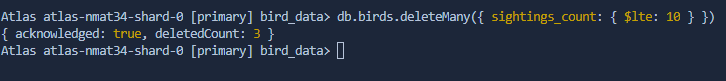 Atlas atlas-nmat34-shard-0 [primary] bird_data> db.birds.deleteMany({ sightings_count: { $lte: 10 } })
{ acknowledged: true, deletedCount: 3 }
Atlas atlas-nmat34-shard-0 [primary] bird_data>